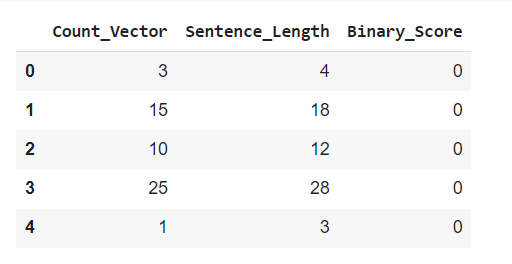 Count_Vector Sentence_Length Binary_Score
0 3 4 0
1 15 18 0
2 10 12 0
3 25 28 0
4 1 3 0